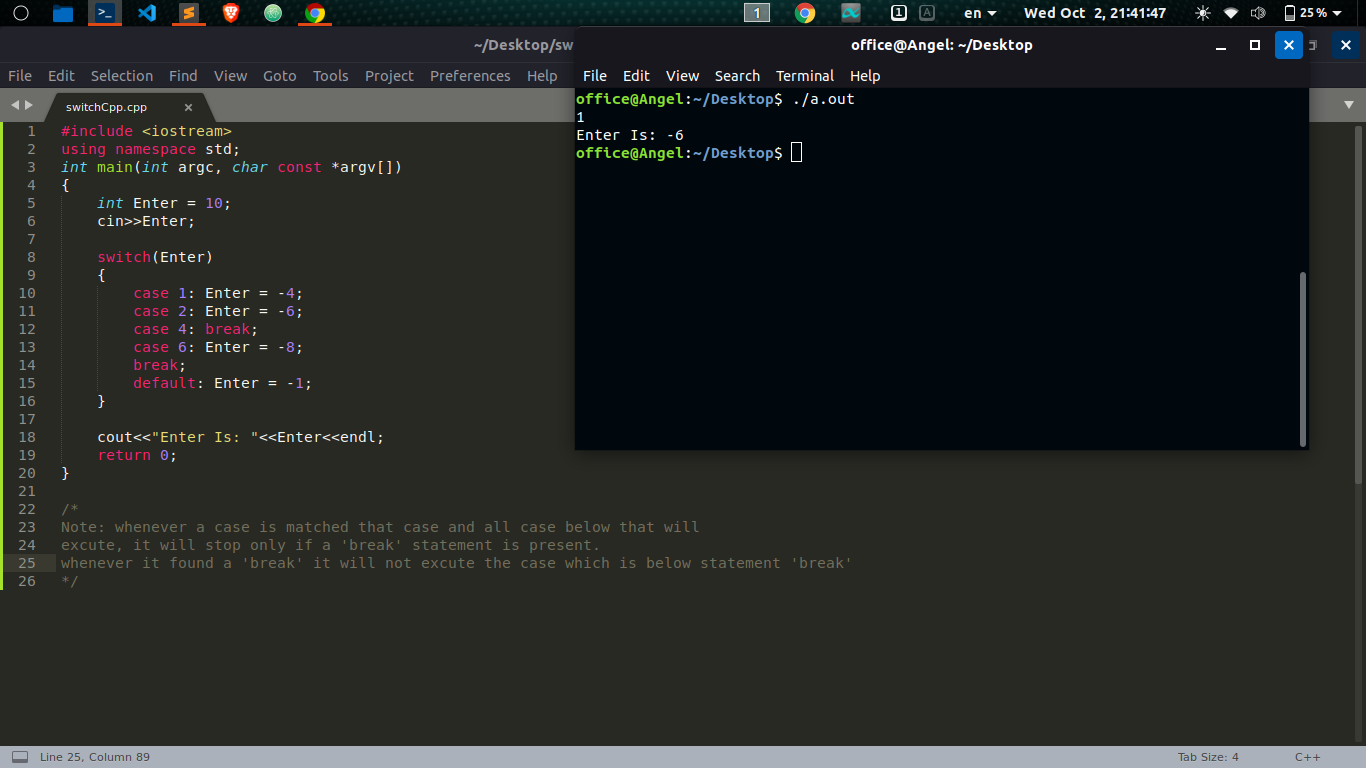 1
1
A
en
Wed Oct 2, 21:41:47
25%
~/Desktop/sw
File Edit Selection Find View Goto Tools Project Preferences Help
switchCpp.cpp
1 #include <iostream>
2 using namespace std;
3 int main(int argc, char const *argv[])
4 {
5     int Enter = 10;
6     cin>>Enter;
7
8     switch(Enter)
9     {
10         case 1: Enter = -4;
11         case 2: Enter = -6;
12         case 4: break;
13         case 6: Enter = -8;
14         break;
15         default: Enter = -1;
16     }
17
18     cout<<"Enter Is: "<<Enter<<endl;
19     return 0;
20 }
21
22 /*
23 Note: whenever a case is matched that case and all case below that will
24 excute, it will stop only if a 'break' statement is present.
25 whenever it found a 'break' it will not excute the case which is below statement 'break'
26 */
office@Angel: ~/Desktop
File Edit View Search Terminal Help
office@Angel:~/Desktop$ ./a.out
1
Enter Is: -6
office@Angel:~/Desktop$
Line 25, Column 89
Tab Size: 4
C++